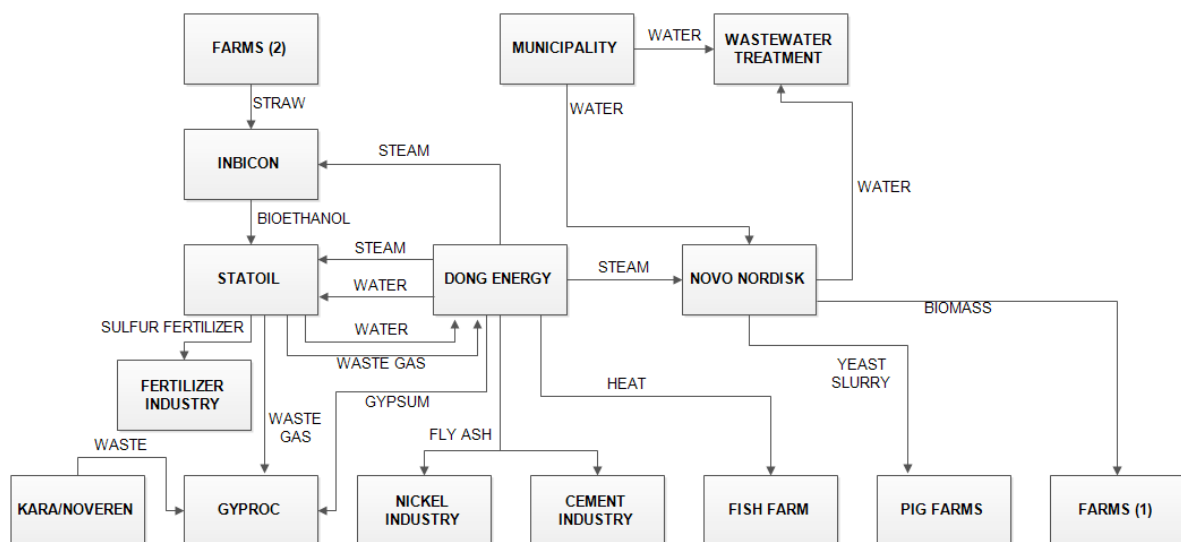 FARMS (2)
MUNICIPALITY
WATER
WASTEWATER
TREATMENT
STRAW
WATER
INBICON
STEAM
WATER
BIOETHANOL
STATOIL
STEAM
WATER
DONG ENERGY
STEAM
NOVO NORDISK
BIOMASS
SULFUR FERTILIZER
WATER
WASTE GAS
FERTILIZER
INDUSTRY
GYPSUM
HEAT
YEAST
SLURRY
WASTE
GAS
FLY ASH
WASTE
KARA/NOVEREN
GYPROC
NICKEL
INDUSTRY
CEMENT
INDUSTRY
FISH FARM
PIG FARMS
FARMS (1)